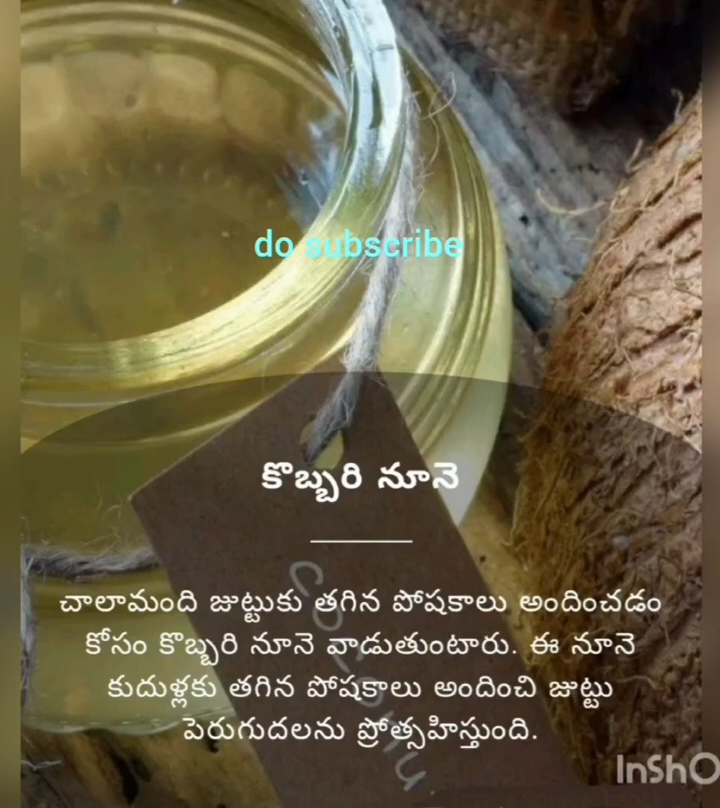 do subscribe
కొబ్బరి నూనె
చాలామంది జుట్టుకు తగిన పోషకాలు అందించడం
కోసం కొబ్బరి నూనె వాడుతుంటారు. ఈ నూనె
కుదుళ్లకు తగిన పోషకాలు అందించి జుట్టు
పెరుగుదలను ప్రోత్సహిస్తుంది.
InShO